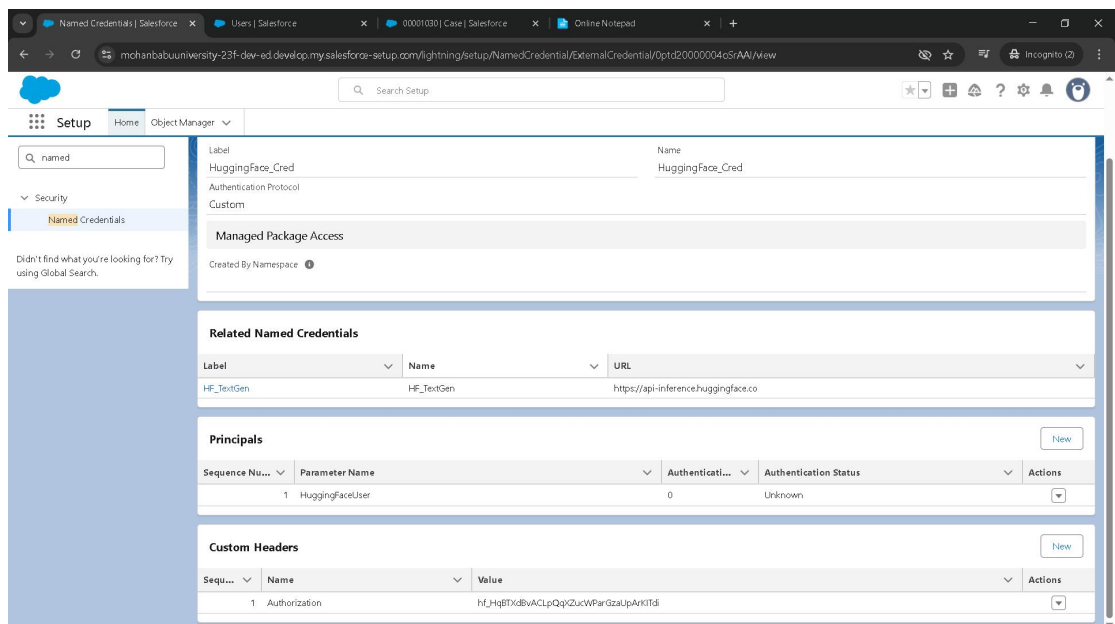 Named Credentials | Salesforce
Users | Salesforce
00001030 | Case | Salesforce
Online Notepad
mohanbabuuniversity-23f-dev-ed.develop.my.salesforce-setup.com/lightning/setup/NamedCredential/ExternalCredential/0ptd20000004oSrAAI/view
Incognito (2)
Search Setup
Setup
Home
Object Manager
named
Security
Named Credentials
Didn't find what you're looking for? Try
using Global Search.
Label
Name
HuggingFace_Cred
HuggingFace_Cred
Authentication Protocol
Custom
Managed Package Access
Created By Namespace
Related Named Credentials
Label Name URL
HF_TextGen HF_TextGen https://api-inference.huggingface.co
Principals
New
Sequence Nu... Parameter Name Authenticati... Authentication Status Actions
1 HuggingFaceUser 0 Unknown
Custom Headers
New
Sequ... Name Value Actions
1 Authorization 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